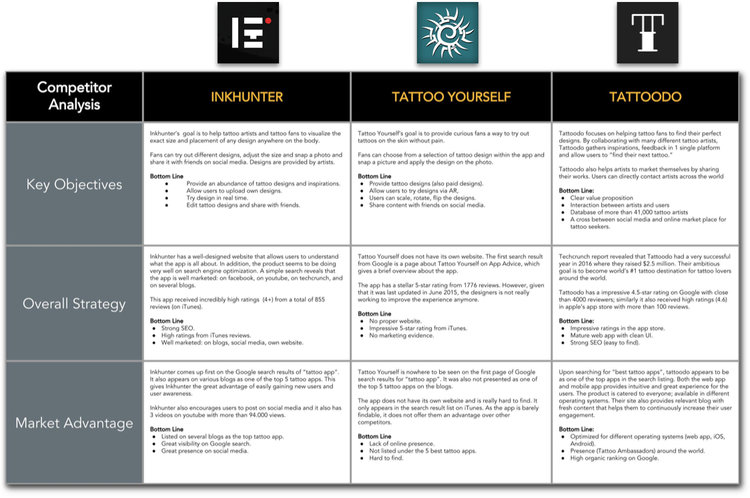 Competitor
Analysis
INKHUNTER
TATTOO YOURSELF
TATTOODO
Key Objectives
Inkhunter's goal is to help tattoo artists and tattoo fans to visualize the
exact size and placement of any design anywhere on the body.
Fans can try out different designs, adjust the size and snap a photo and
share it with friends on social media. Designs are provided by artists.
Bottom Line
● Provide an abundance of tattoo designs and inspirations.
● Allow users to upload own designs.
● Try design in real time.
● Edit tattoo designs and share with friends.
Tattoo Yourself's goal is to provide curious fans a way to try out
tattoos on the skin without pain.
Fans can choose from a selection of tattoo design within the app and
snap a picture and apply the design on the photo.
Bottom Line
● Provide tattoo designs (also paid designs).
● Allow users to try designs via AR,
● Users can scale, rotate, flip the designs.
● Share content with friends on social media.
Tattoodo focuses on helping tattoo fans to find their perfect
designs. By collaborating with many different tattoo artists,
Tattoodo gathers inspirations, feedback in 1 single platform
and allow users to "find their next tattoo."
Tattoodo also helps artists to market themselves by sharing
their works. Users can directly contact artists across the world
Bottom Line:
● Clear value proposition
● Interaction between artists and users
● Database of more than 41,000 tattoo artists
● A cross between social media and online market place for
tattoo seekers.
Overall Strategy
Inkhunter has a well-designed website that allows users to understand
what the app is all about. In addition, the product seems to be doing
very well on search engine optimization. A simple search reveals that
the app is well marketed: on facebook, on youtube, on techcrunch, and
on several blogs.
This app received incredibly high ratings (4+) from a total of 855
reviews (on iTunes).
Bottom Line
● Strong SEO.
● High ratings from iTunes reviews.
● Well marketed: on blogs, social media, own website.
Tattoo Yourself does not have its own website. The first search result
from Google is a page about Tattoo Yourself on App Advice, which
gives a brief overview about the app.
The app has a stellar 5-star rating from 1776 reviews. However, given
that it was last updated in June 2015, the designers is not really
working to improve the experience anymore.
Bottom Line
● No proper website.
● Impressive 5-star rating from iTunes.
● No marketing evidence.
Techcrunch report revealed that Tattoodo had a very successful
year in 2016 where they raised $2.5 million. Their ambitious
goal is to become world's #1 tattoo destination for tattoo lovers
around the world.
Tattoodo has a impressive 4.5-star rating on Google with close
than 4000 reviewers; similarly it also received high ratings (4.6)
in apple's app store with more than 100 reviews.
Bottom Line:
● Impressive ratings in the app store.
● Mature web app with clean UI.
● Strong SEO (easy to find).
Market Advantage
Inkhunter comes up first on the Google search results of "tattoo app".
It also appears on various blogs as one of the top 5 tattoo apps. This
gives Inkhunter the great advantage of easily gaining new users and
user awareness.
Inkhunter also encourages users to post on social media and it also has
3 videos on youtube with more than 94.000 views.
Bottom Line
● Listed on several blogs as the top tattoo app.
● Great visibility on Google search.
● Great presence on social media.
Tattoo Yourself is nowhere to be seen on the first page of Google
search results for "tattoo app". It was also not presented as one of
the top 5 tattoo apps on the blogs.
The app does not have its own website and is really hard to find. It
only appears in the search result list on iTunes. As the app is barely
findable, it does not offer them an advantage over other
competitors.
Bottom Line
● Lack of online presence.
● Not listed under the 5 best tattoo apps.
● Hard to find.
Upon searching for "best tattoo apps", tattoodo appears to be
as one of the top apps in the search listing. Both the web app
and mobile app provides intuitive and great experience for the
users. The product is catered to everyone; available in different
operating systems. Their site also provides relevant blog with
fresh content that helps them to continuously increase their user
engagement.
Bottom Line:
● Optimized for different operating systems (web app, iOS,
Android).
● Presence (Tattoo Ambassadors) around the world.
● High organic ranking on Google.